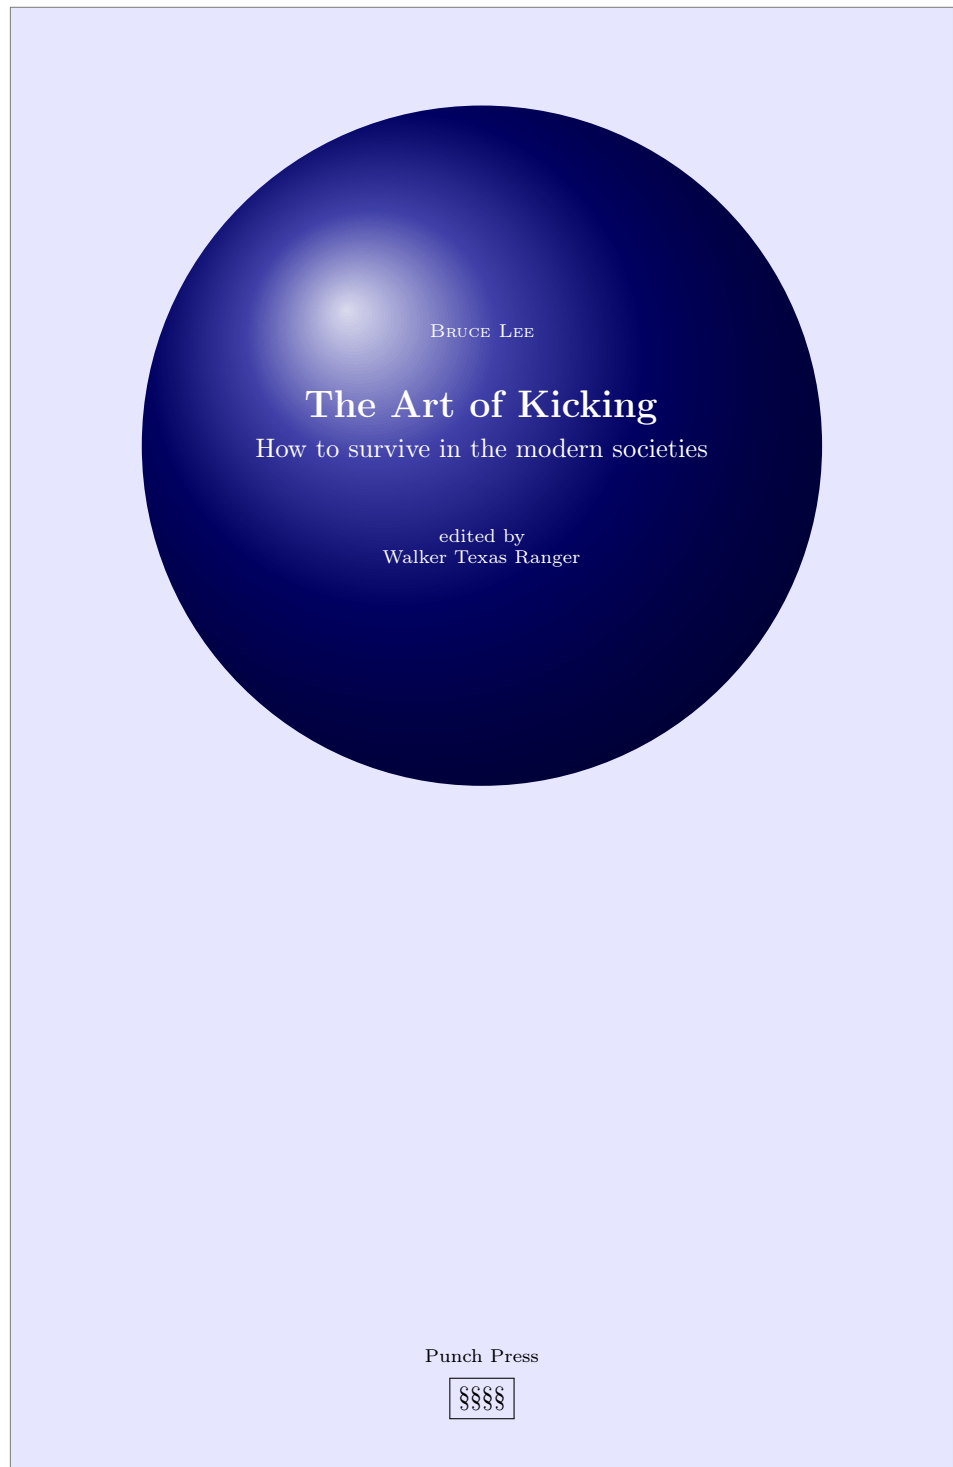 Bruce Lee
The Art of Kicking
How to survive in the modern societies
edited by
Walker Texas Ranger
Punch Press
§§§§